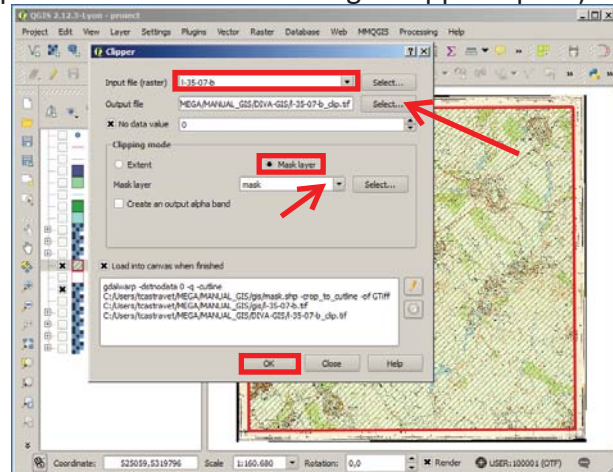 QGIS 2.12.3-Lyon - proiect
Project Edit View Layer Settings Plugins Vector Raster Database Web MMQGIS Processing Help
Clipper
Input file (raster) l-35-07-b Select...
Output file MEGA/MANUAL_GIS/DIVA-GIS/l-35-07-b_clip.tif Select...
No data value 0
Clipping mode
Extent Mask layer
Mask layer mask Select...
Create an output alpha band
Load into canvas when finished
gdalwarp -dstnodata 0 -q -cutline
C:/Users/tcastravet/MEGA/MANUAL_GIS/gis/mask.shp -crop_to_cutline -of GTiff
C:/Users/tcastravet/MEGA/MANUAL_GIS/gis/l-35-07-b.tif
C:/Users/tcastravet/MEGA/MANUAL_GIS/DIVA-GIS/l-35-07-b_clip.tif
OK Close Help
Coordinate: 525059,5319796 Scale 1:160.680 Rotation: 0,0 Render USER:100001 (OTF)